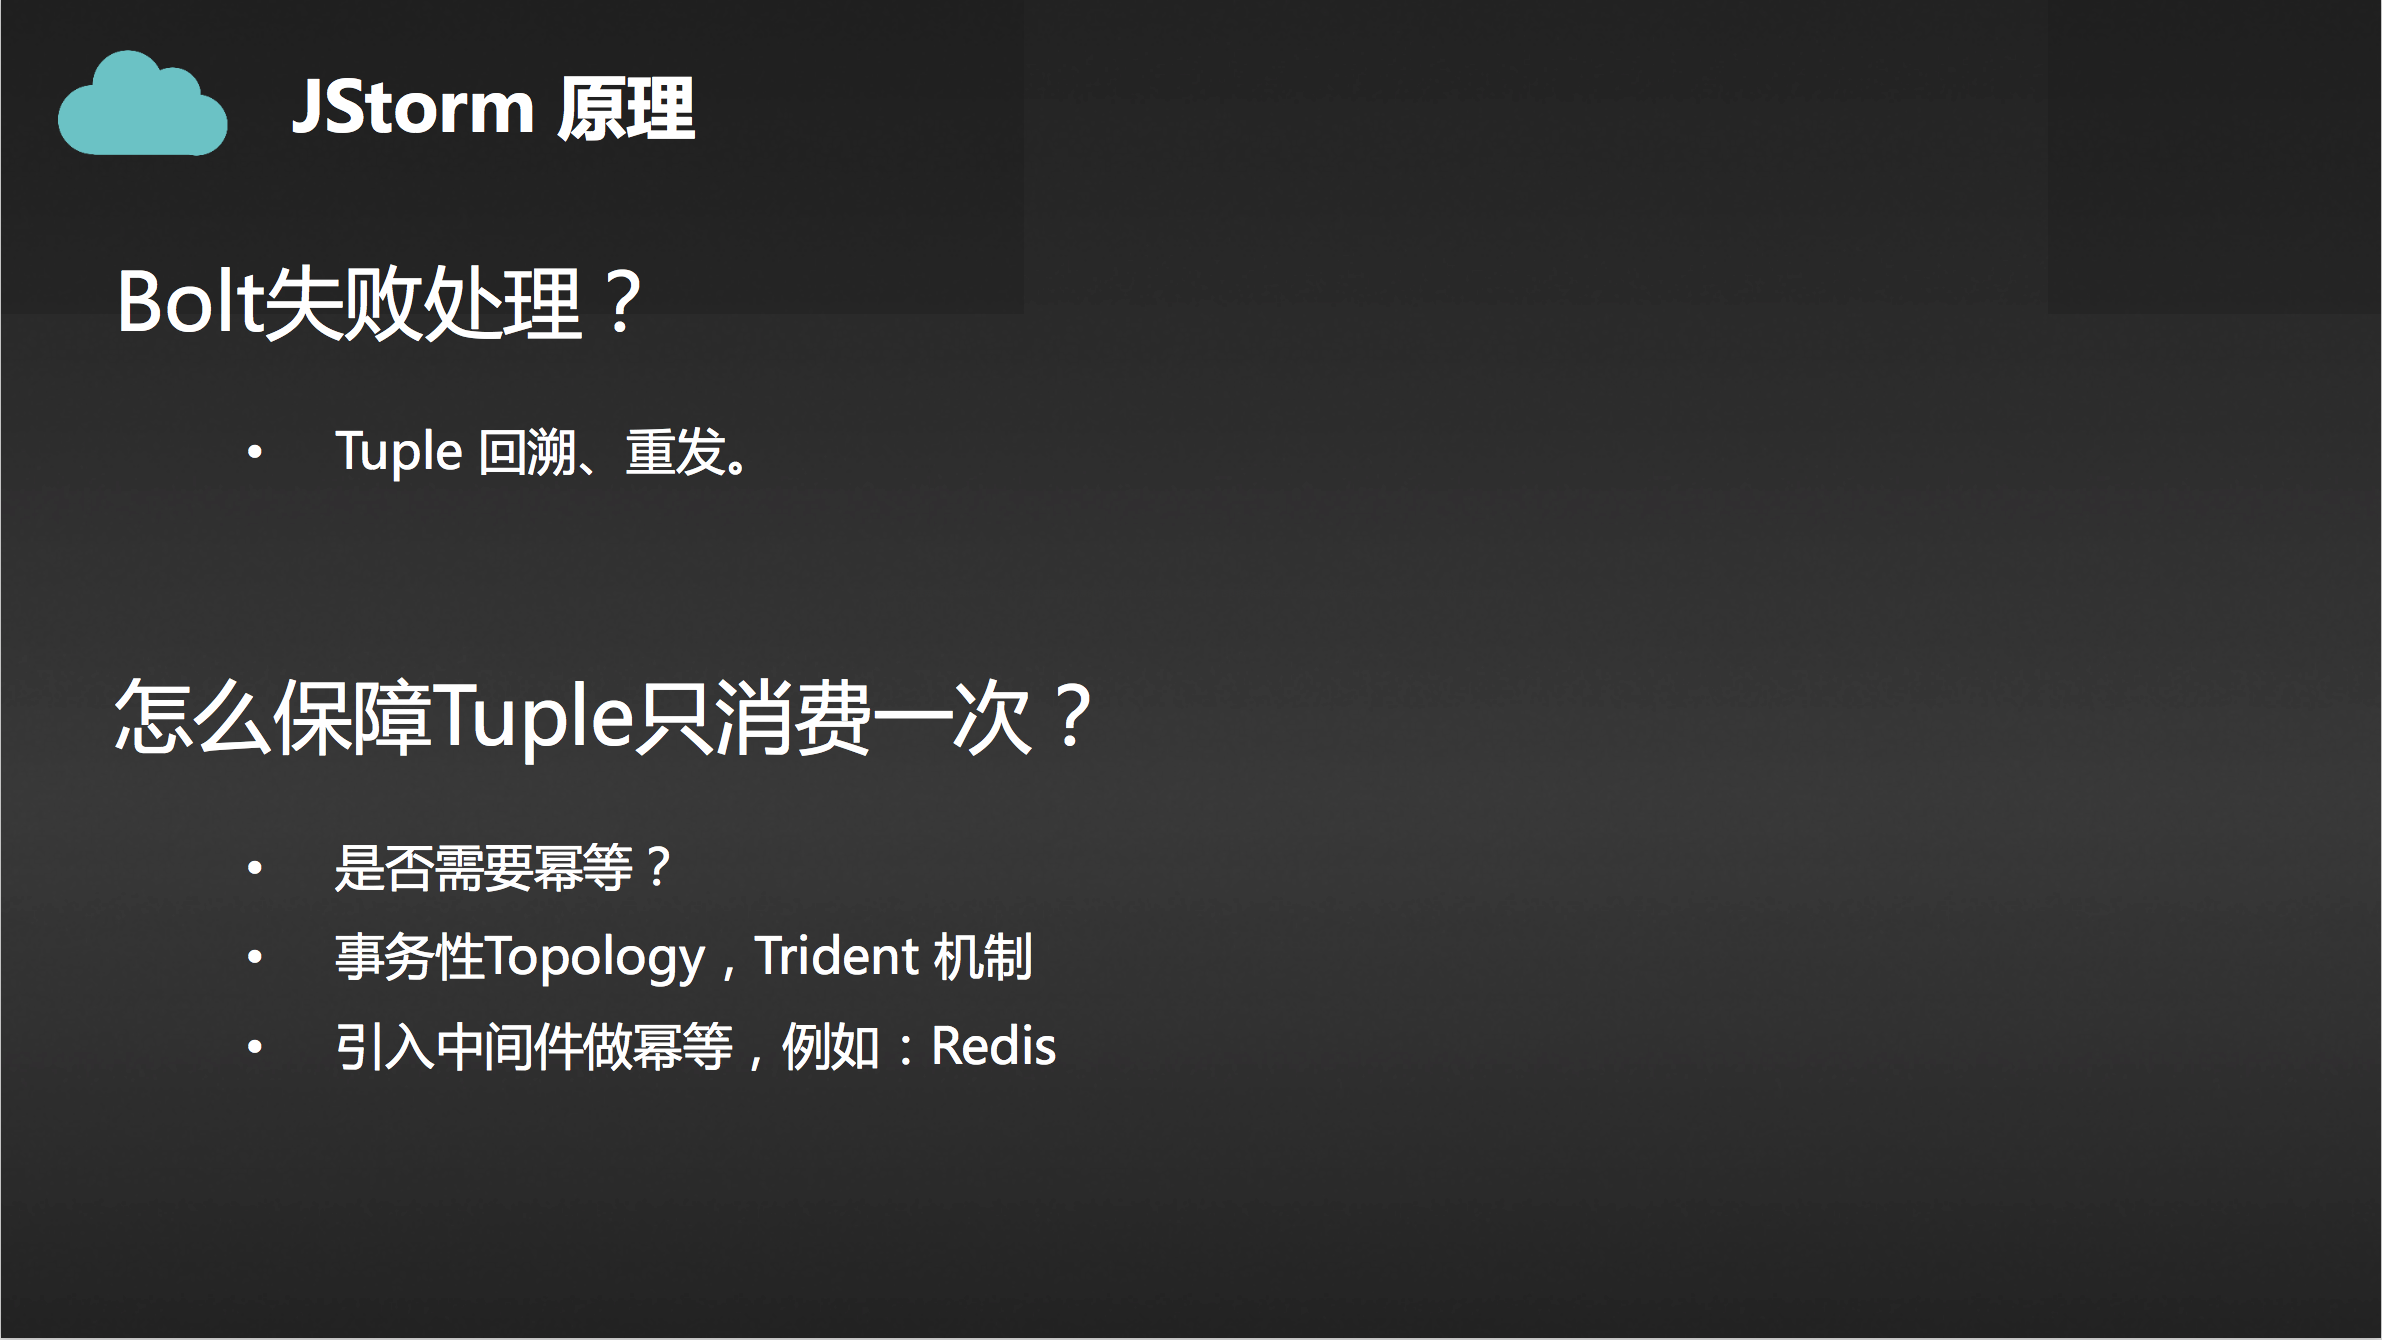 JStorm 原理
Bolt失败处理？
• Tuple 回溯、重发。
怎么保障Tuple只消费一次？
• 是否需要幂等？
• 事务性Topology，Trident 机制
• 引入中间件做幂等，例如：Redis